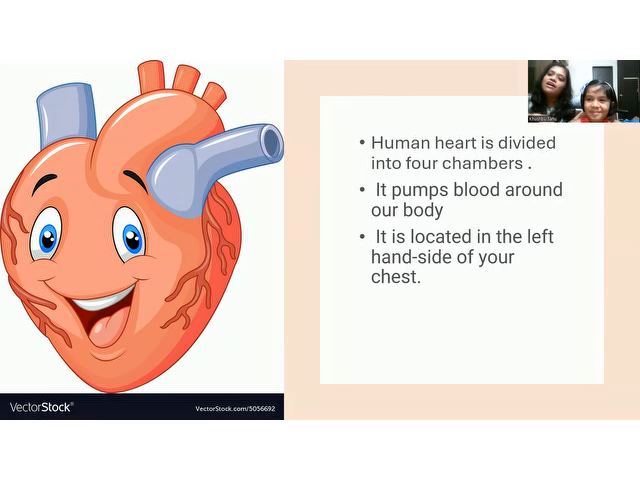 • Human heart is divided
into four chambers .
• It pumps blood around
our body
• It is located in the left
hand-side of your
chest.
VectorStock®
VectorStock.com/5056692